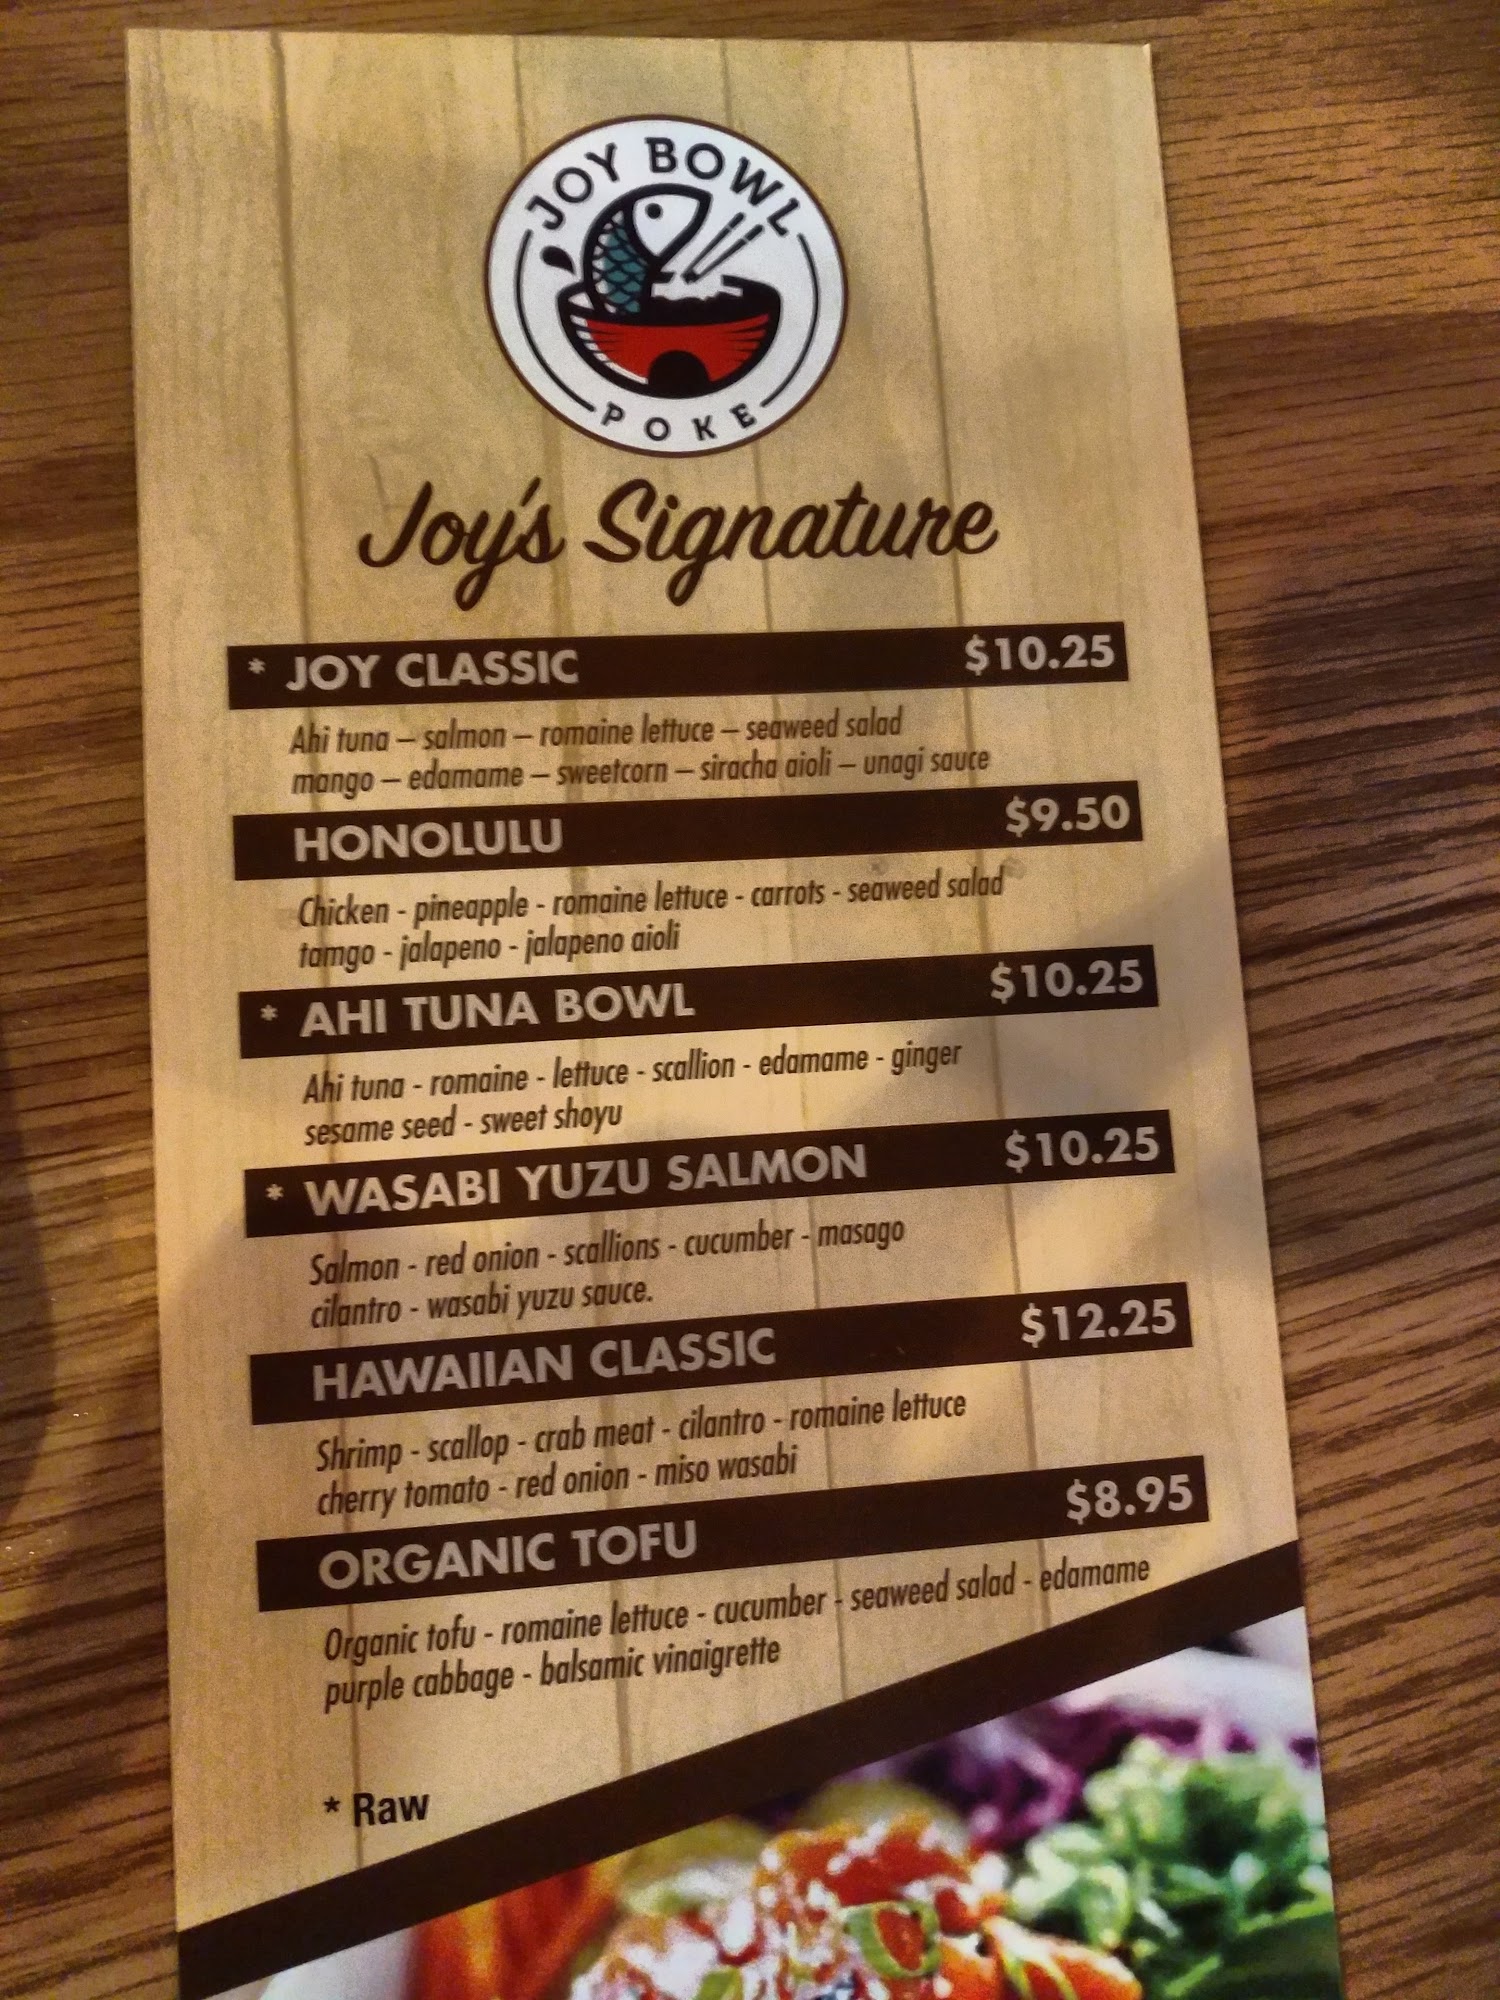 JOY BOWL
POKE
Joy's Signature
* JOY CLASSIC $10.25
Ahi tuna – salmon – romaine lettuce – seaweed salad
mango – edamame – sweetcorn – siracha aioli – unagi sauce
HONOLULU $9.50
Chicken - pineapple - romaine lettuce - carrots - seaweed salad
tamgo - jalapeno - jalapeno aioli
* AHI TUNA BOWL $10.25
Ahi tuna - romaine - lettuce - scallion - edamame - ginger
sesame seed - sweet shoyu
* WASABI YUZU SALMON $10.25
Salmon - red onion - scallions - cucumber - masago
cilantro - wasabi yuzu sauce.
HAWAIIAN CLASSIC $12.25
Shrimp - scallop - crab meat - cilantro - romaine lettuce
cherry tomato - red onion - miso wasabi
ORGANIC TOFU $8.95
Organic tofu - romaine lettuce - cucumber - seaweed salad - edamame
purple cabbage - balsamic vinaigrette
* Raw